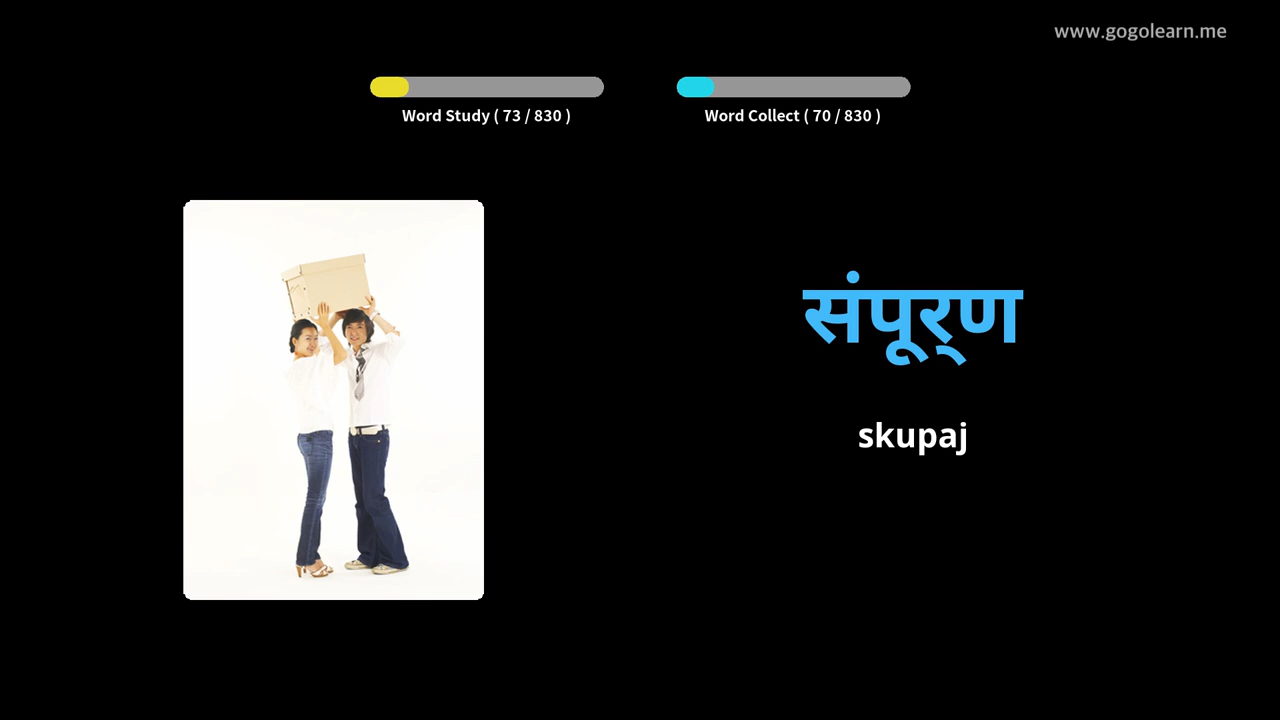 www.gogolearn.me
Word Study ( 73 / 830 )
Word Collect ( 70 / 830 )
संपूर्ण
skupaj